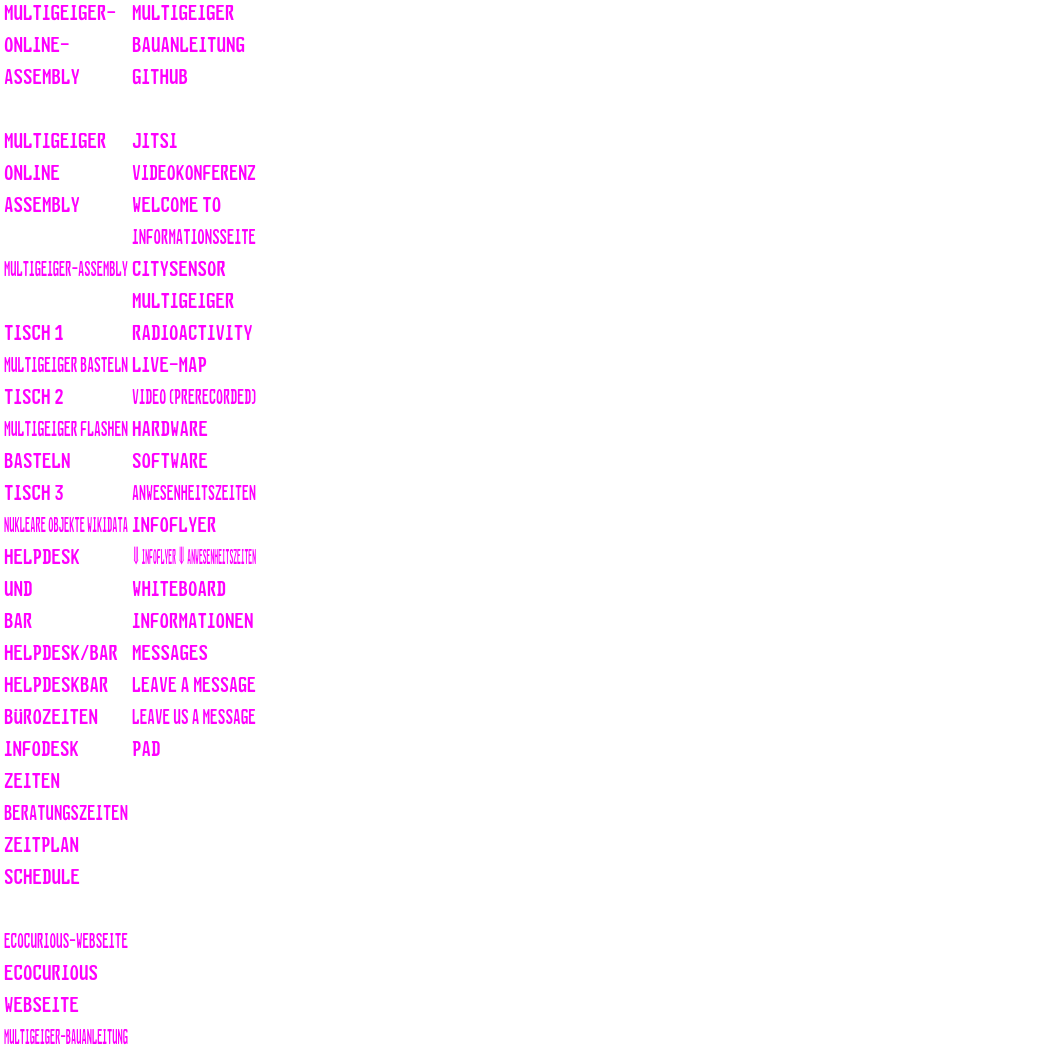 MULTIGEIGER-
ONLINE-
ASSEMBLY
MULTIGEIGER
ONLINE
ASSEMBLY
MULTIGEIGER-ASSEMBLY
TISCH 1
MULTIGEIGER BASTELN
TISCH 2
MULTIGEIGER FLASHEN
BASTELN
TISCH 3
NUKLEARE OBJEKTE WIKIDATA
HELPDESK
UND
BAR
HELPDESK/BAR
HELPDESKBAR
BÜROZEITEN
INFODESK
ZEITEN
BERATUNGSZEITEN
ZEITPLAN
SCHEDULE
ECOCURIOUS-WEBSEITE
ECOCURIOUS
WEBSEITE
MULTIGEIGER-BAUANLEITUNG
MULTIGEIGER
BAUANLEITUNG
GITHUB
JITSI
VIDEOKONFERENZ
WELCOME TO
INFORMATIONSSEITE
CITYSENSOR
MULTIGEIGER
RADIOACTIVITY
LIVE-MAP
VIDEO (PRERECORDED)
HARDWARE
SOFTWARE
ANWESENHEITSZEITEN
INFOFLYER
⇓ INFOFLYER ⇓ ANWESENHEITSZEITEN
WHITEBOARD
INFORMATIONEN
MESSAGES
LEAVE A MESSAGE
LEAVE US A MESSAGE
PAD